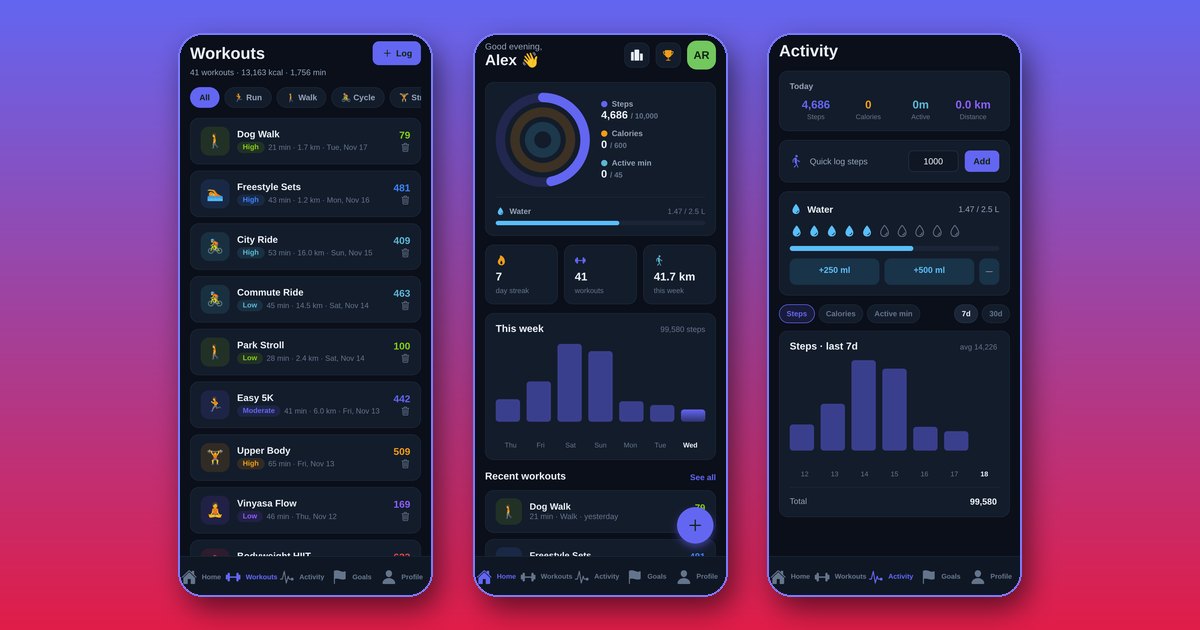 Workouts
+ Log
41 workouts · 13,163 kcal · 1,756 min
All
Run
Walk
Cycle
Dog Walk
79
High 21 min · 1.7 km · Tue, Nov 17
Freestyle Sets
481
High 43 min · 1.2 km · Mon, Nov 16
City Ride
409
High 53 min · 16.0 km · Sun, Nov 15
Commute Ride
463
Low 45 min · 14.5 km · Sat, Nov 14
Park Stroll
100
Low 28 min · 2.4 km · Sat, Nov 14
Easy 5K
442
Moderate 41 min · 6.0 km · Fri, Nov 13
Upper Body
509
High 65 min · Fri, Nov 13
Vinyasa Flow
169
Low 46 min · Thu, Nov 12
Bodyweight HIIT
Home Workouts Activity Goals Profile
Good evening,
Alex 👋
AR
Steps
4,686 / 10,000
Calories
0 / 600
Active min
0 / 45
Water
1.47 / 2.5 L
7
day streak
41
workouts
41.7 km
this week
This week
99,580 steps
Thu Fri Sat Sun Mon Tue Wed
Recent workouts
See all
Dog Walk
79
21 min · Walk · yesterday
+
Freestyle Sets
481
Home Workouts Activity Goals Profile
Activity
Today
4,686 0 0m 0.0 km
Steps Calories Active Distance
Quick log steps
1000
Add
Water
1.47 / 2.5 L
+250 ml
+500 ml
—
Steps Calories Active min 7d 30d
Steps · last 7d
avg 14,226
12 13 14 15 16 17 18
Total
99,580
Home Workouts Activity Goals Profile